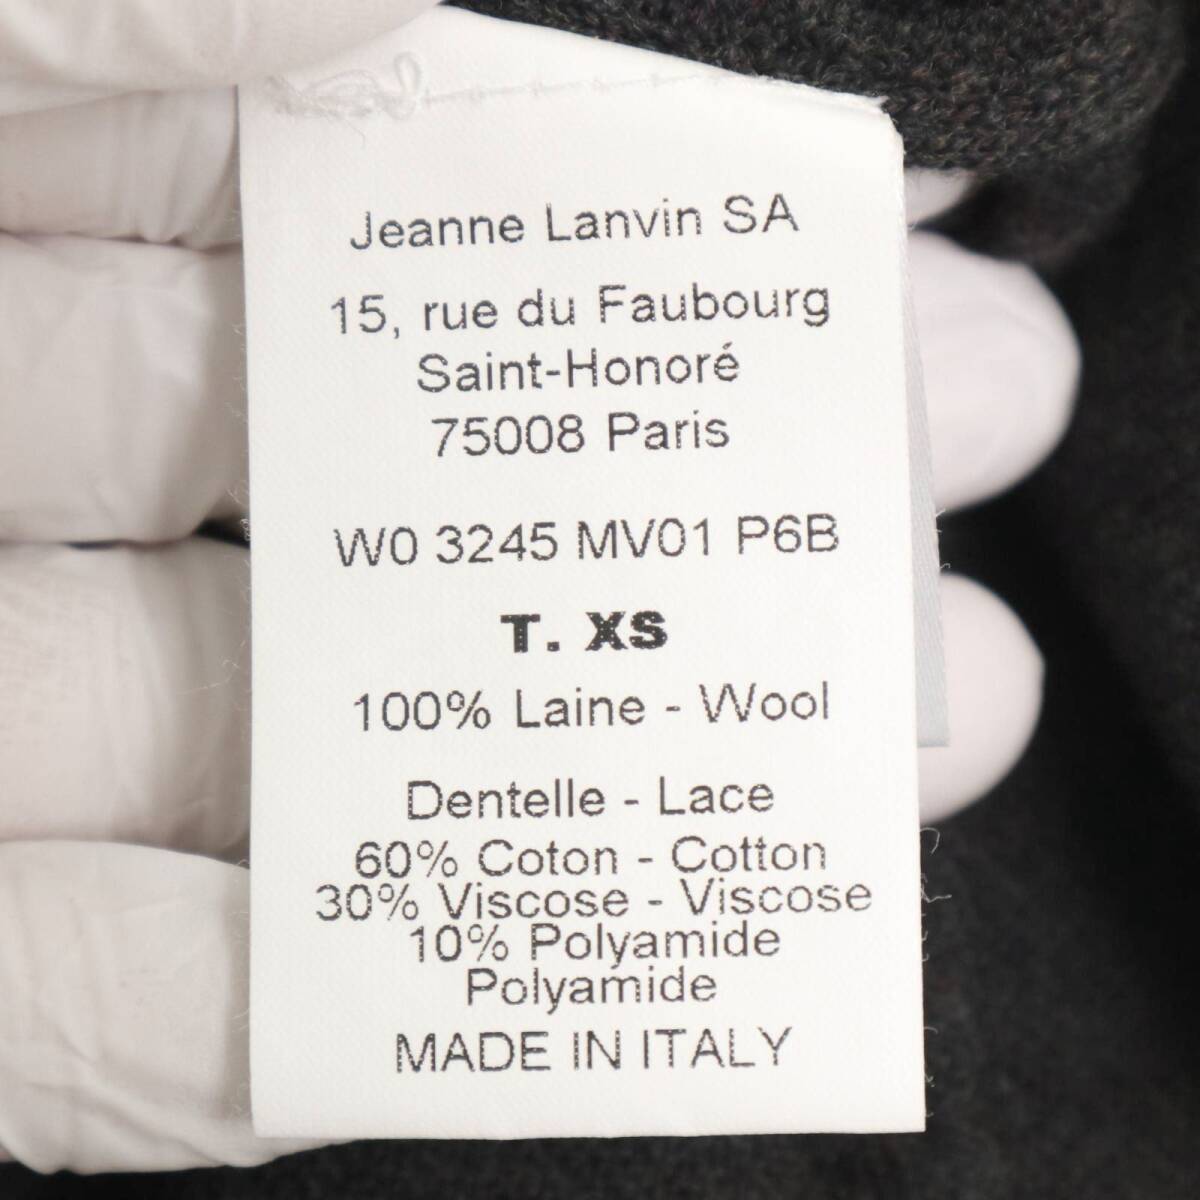 Jeanne Lanvin SA
15, rue du Faubourg
Saint-Honoré
75008 Paris
W0 3245 MV01 P6B
T. XS
100% Laine - Wool
Dentelle - Lace
60% Coton - Cotton
30% Viscose - Viscose
10% Polyamide
Polyamide
MADE IN ITALY